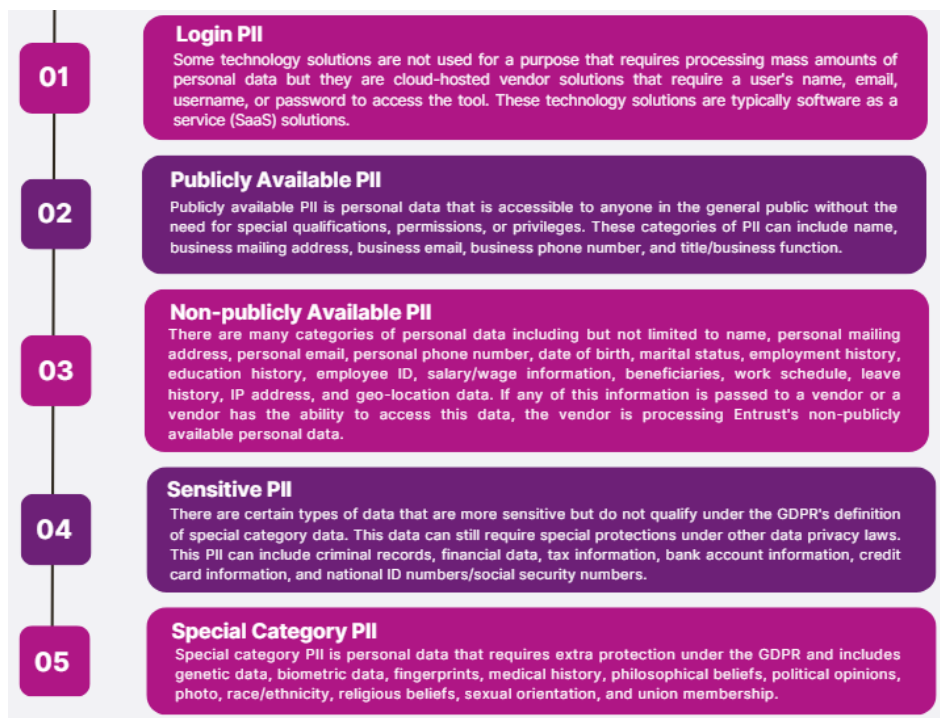 01
Login PII
Some technology solutions are not used for a purpose that requires processing mass amounts of
personal data but they are cloud-hosted vendor solutions that require a user's name, email,
username, or password to access the tool. These technology solutions are typically software as a
service (SaaS) solutions.
02
Publicly Available PII
Publicly available PII is personal data that is accessible to anyone in the general public without the
need for special qualifications, permissions, or privileges. These categories of PII can include name,
business mailing address, business email, business phone number, and title/business function.
03
Non-publicly Available PII
There are many categories of personal data including but not limited to name, personal mailing
address, personal email, personal phone number, date of birth, marital status, employment history,
education history, employee ID, salary/wage information, beneficiaries, work schedule, leave
history, IP address, and geo-location data. If any of this information is passed to a vendor or a
vendor has the ability to access this data, the vendor is processing Entrust's non-publicly
available personal data.
04
Sensitive PII
There are certain types of data that are more sensitive but do not qualify under the GDPR's definition
of special category data. This data can still require special protections under other data privacy laws.
This PII can include criminal records, financial data, tax information, bank account information, credit
card information, and national ID numbers/social security numbers.
05
Special Category PII
Special category PII is personal data that requires extra protection under the GDPR and includes
genetic data, biometric data, fingerprints, medical history, philosophical beliefs, political opinions,
photo, race/ethnicity, religious beliefs, sexual orientation, and union membership.